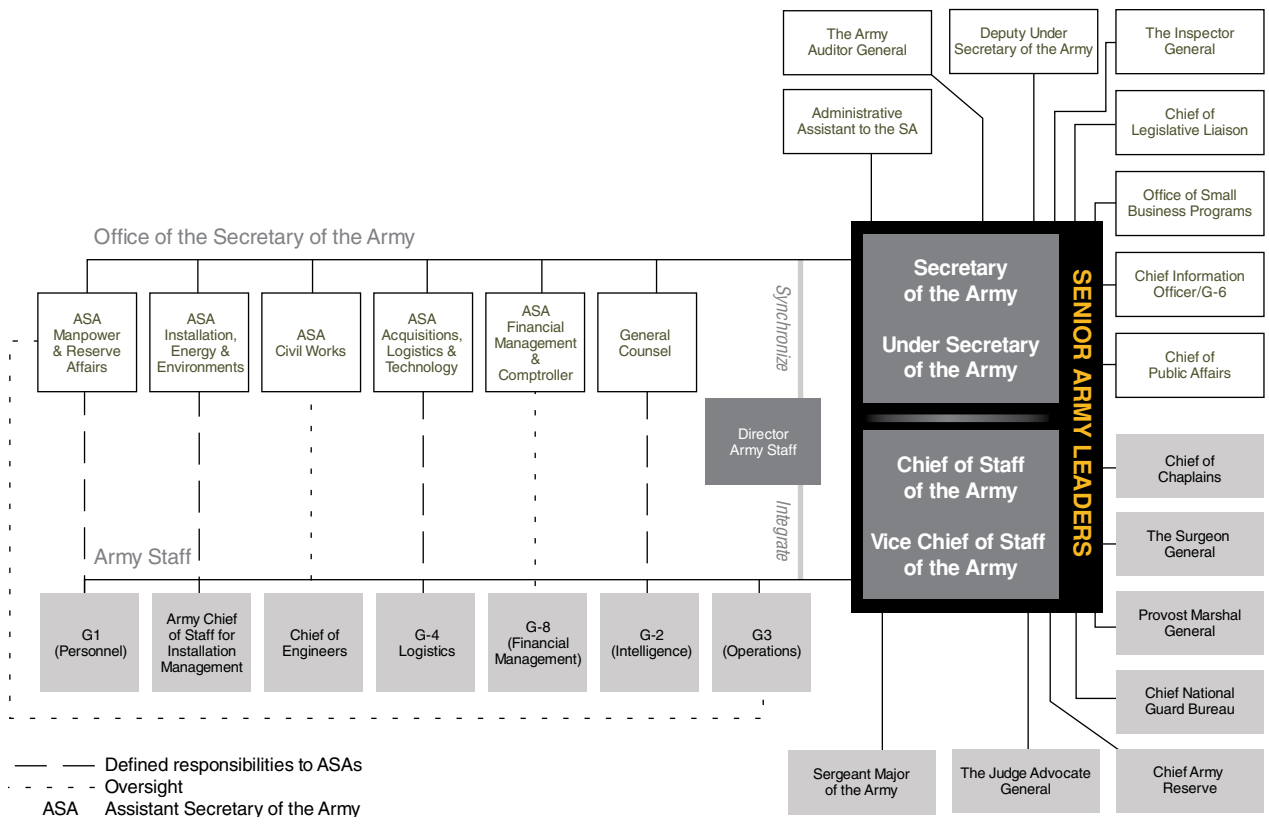 The Army
Auditor General
Deputy Under
Secretary of the Army
The Inspector
General
Administrative
Assistant to the SA
Chief of
Legislative Liaison
Office of Small
Business Programs
Chief Information
Officer/G-6
Chief of
Public Affairs
Office of the Secretary of the Army
ASA
Manpower
& Reserve
Affairs
ASA
Installation,
Energy &
Environments
ASA
Civil Works
ASA
Acquisitions,
Logistics &
Technology
ASA
Financial
Management
&
Comptroller
General
Counsel
Synchronize
Director
Army Staff
Integrate
Secretary
of the Army
Under Secretary
of the Army
Chief of Staff
of the Army
Vice Chief of Staff
of the Army
SENIOR ARMY LEADERS
Chief of
Chaplains
The Surgeon
General
Provost Marshal
General
Chief National
Guard Bureau
Army Staff
G1
(Personnel)
Army Chief
of Staff for
Installation
Management
Chief of
Engineers
G-4
Logistics
G-8
(Financial
Management)
G-2
(Intelligence)
G3
(Operations)
Sergeant Major
of the Army
The Judge Advocate
General
Chief Army
Reserve
Defined responsibilities to ASAs
Oversight
ASA Assistant Secretary of the Army